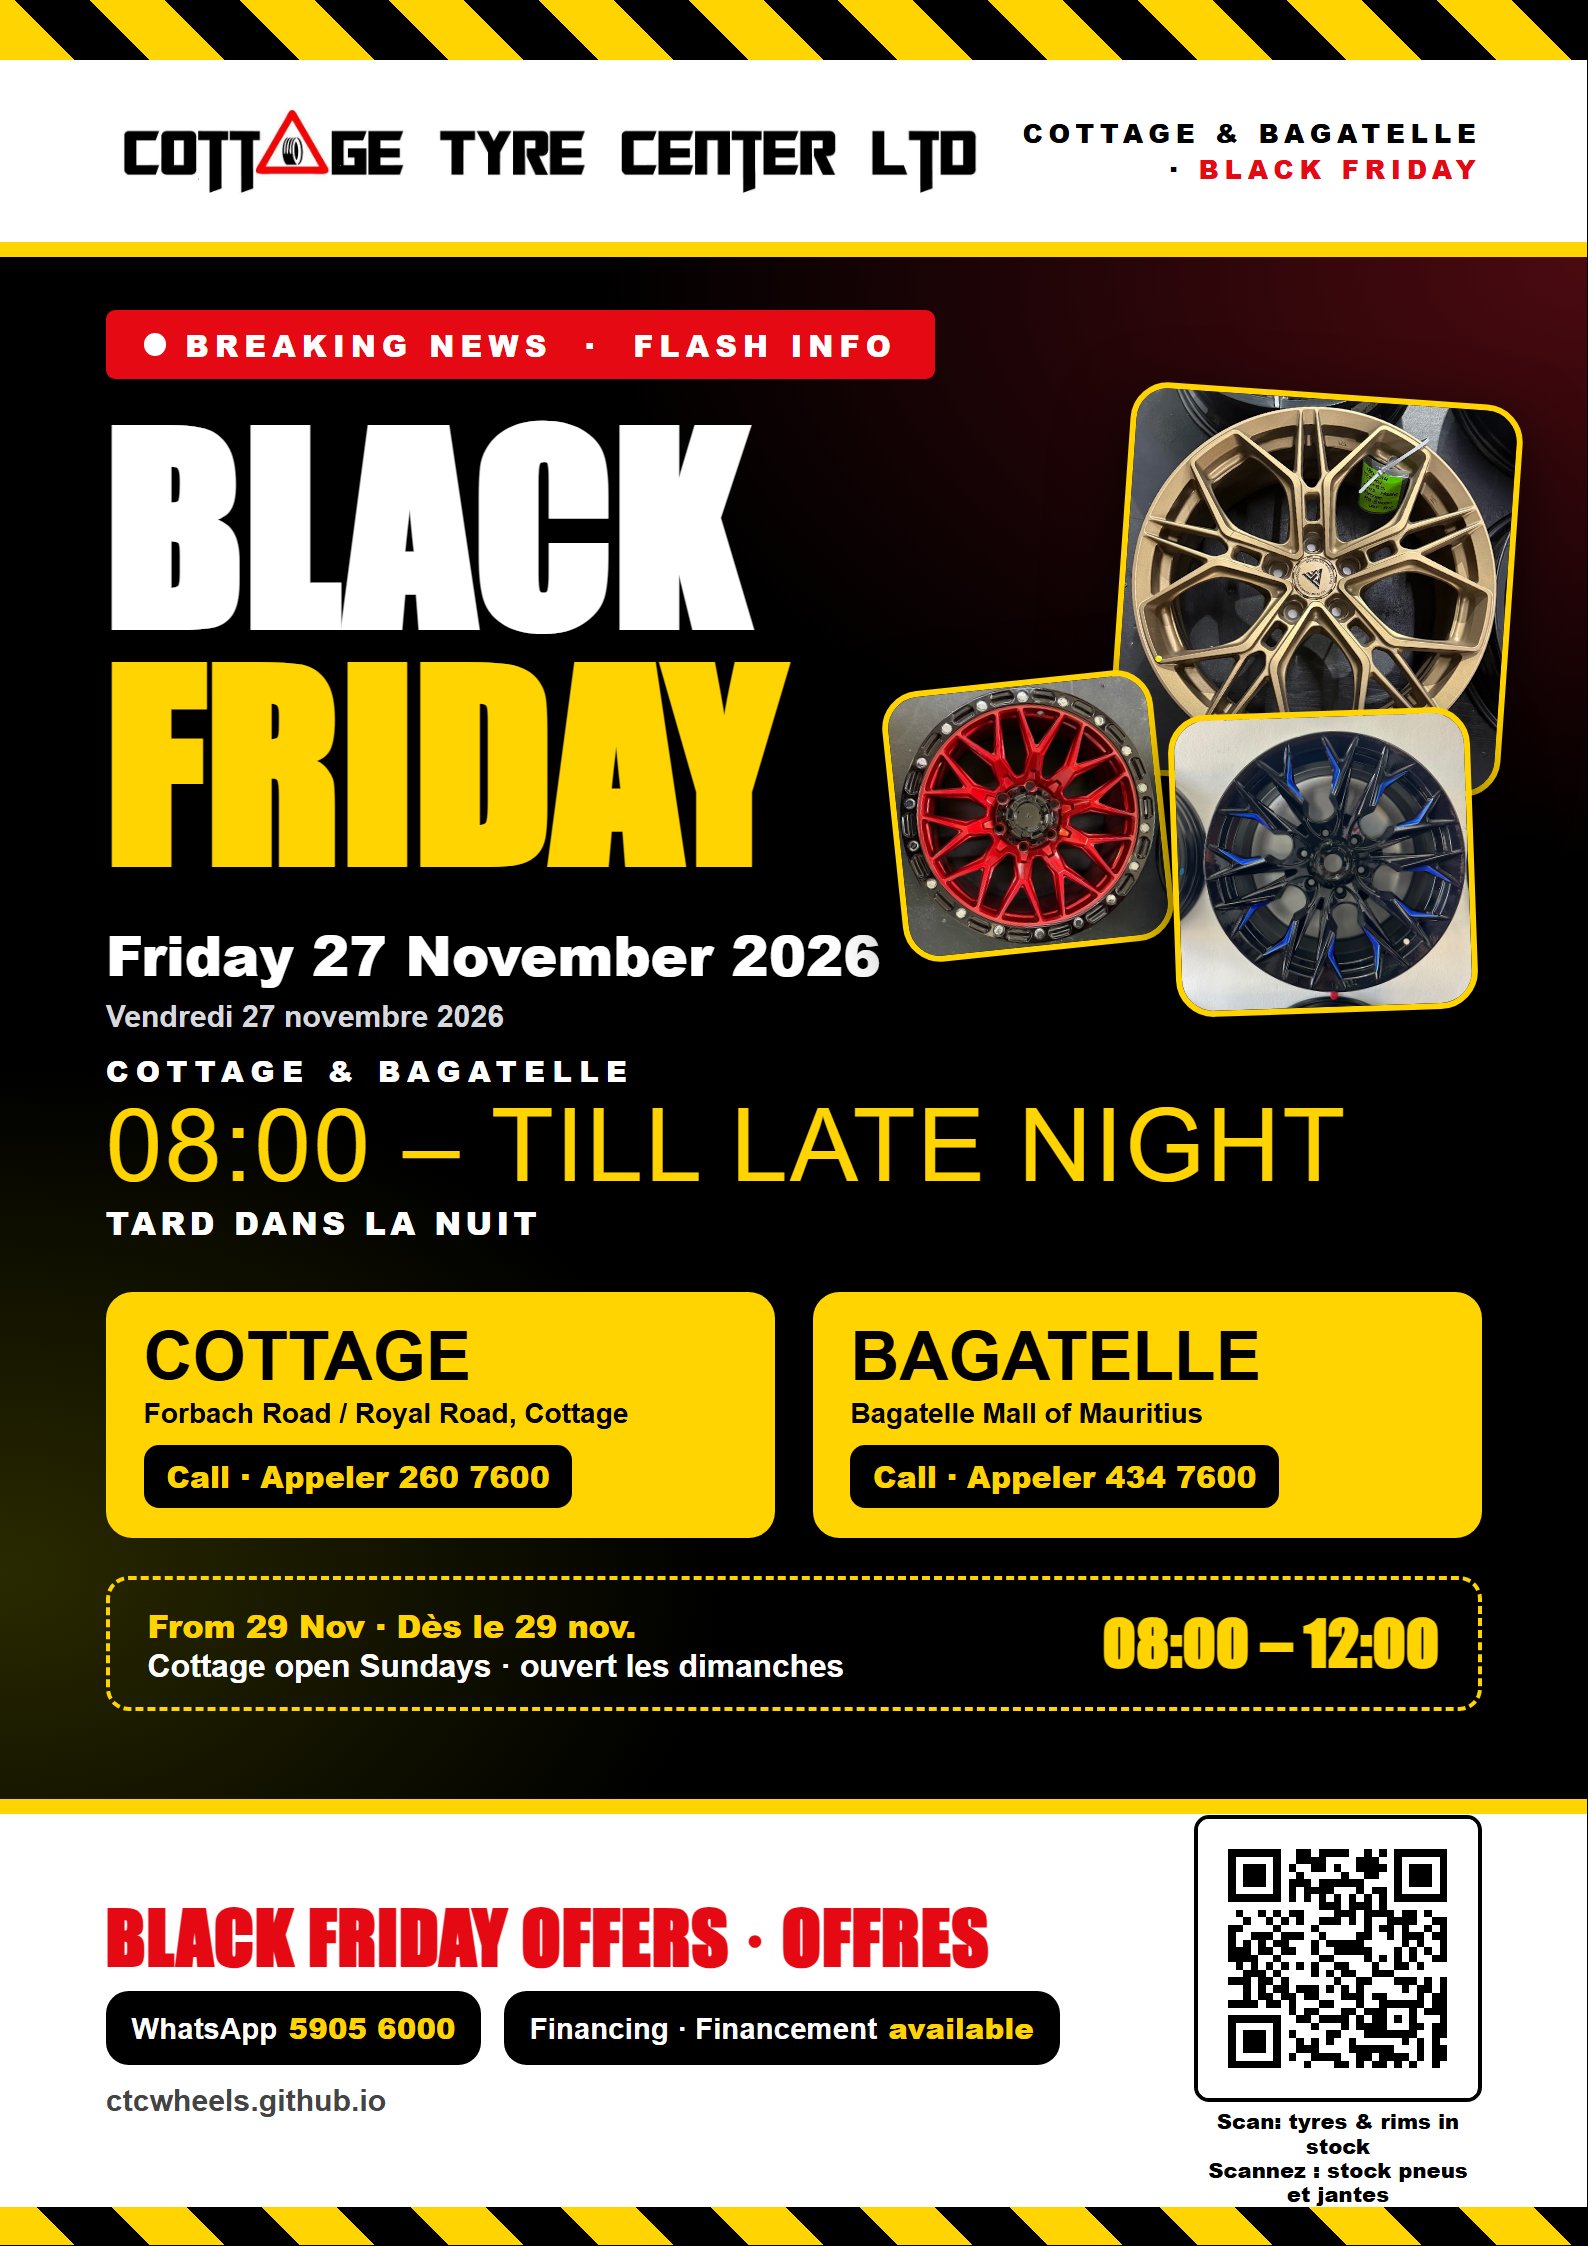 COTTAGE TYRE CENTER LTD
COTTAGE & BAGATELLE
· BLACK FRIDAY
BREAKING NEWS · FLASH INFO
BLACK
FRIDAY
Friday 27 November 2026
Vendredi 27 novembre 2026
COTTAGE & BAGATELLE
08:00 – TILL LATE NIGHT
TARD DANS LA NUIT
COTTAGE
Forbach Road / Royal Road, Cottage
Call · Appeler 260 7600
BAGATELLE
Bagatelle Mall of Mauritius
Call · Appeler 434 7600
From 29 Nov · Dès le 29 nov.
Cottage open Sundays · ouvert les dimanches
08:00 – 12:00
BLACK FRIDAY OFFERS · OFFRES
WhatsApp 5905 6000
Financing · Financement available
ctcwheels.github.io
Scan: tyres & rims in
stock
Scannez : stock pneus
et jantes